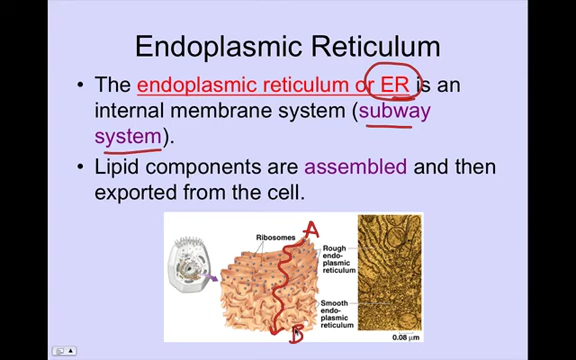 Endoplasmic Reticulum
• The endoplasmic reticulum or ER is an
internal membrane system (subway
system).
• Lipid components are assembled and then
exported from the cell.
Ribosomes
A
Rough
endo-
plasmic
reticulum
Smooth
endo-
plasmic
reticulum
B
0.08 μm